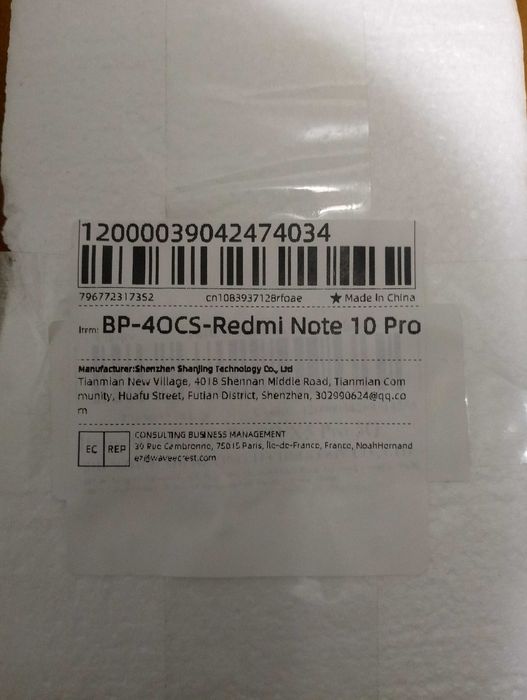 12000039042474034
796772317352 cn1083937128rfoae ★ Made In China
Item: BP-4OCS-Redmi Note 10 Pro
Manufacturer:Shenzhen Shanjing Technology Co., Ltd
Tianmian New Village, 4018 Shennan Middle Road, Tianmian Com
munity, Huafu Street, Futian District, Shenzhen, 302990624@qq.co
m
EC REP
CONSULTING BUSINESS MANAGEMENT
39 Rue Cambronne, 75015 Paris, Île-de-France, France, NoahHernand
ez@waveecrest.com